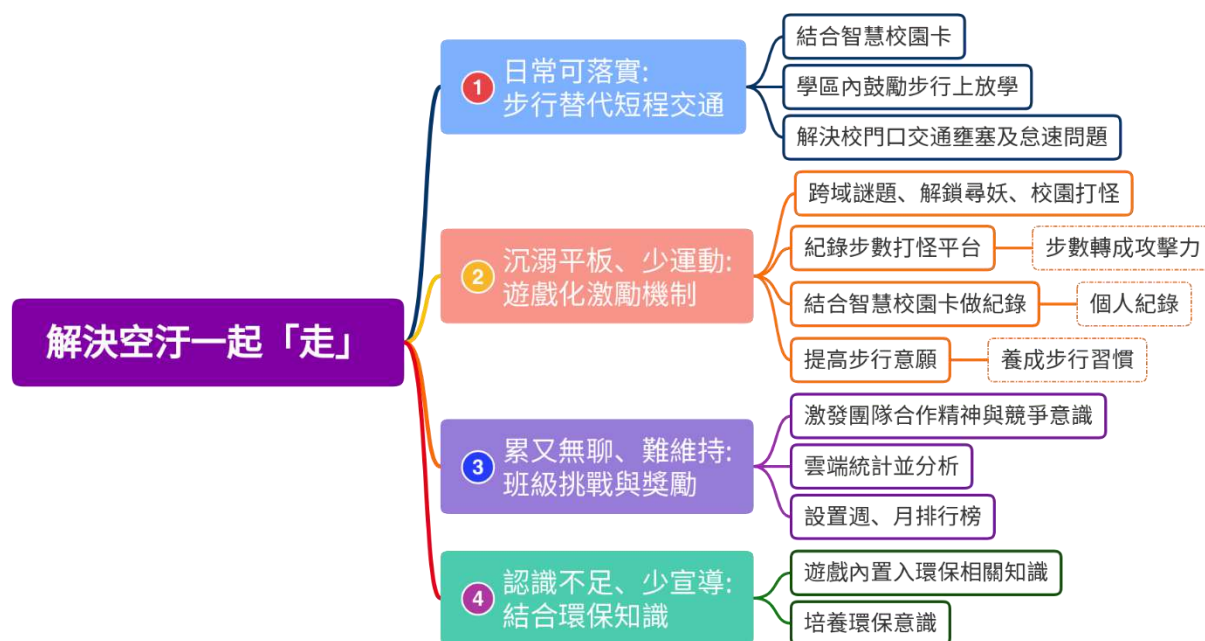 解決空汙一起「走」
1
日常可落實:
步行替代短程交通
結合智慧校園卡
學區內鼓勵步行上放學
解決校門口交通壅塞及怠速問題
2
沉溺平板、少運動:
遊戲化激勵機制
跨域謎題、解鎖尋妖、校園打怪
紀錄步數打怪平台
步數轉成攻擊力
結合智慧校園卡做紀錄
個人紀錄
提高步行意願
養成步行習慣
3
累又無聊、難維持:
班級挑戰與獎勵
激發團隊合作精神與競爭意識
雲端統計並分析
設置週、月排行榜
4
認識不足、少宣導:
結合環保知識
遊戲內置入環保相關知識
培養環保意識